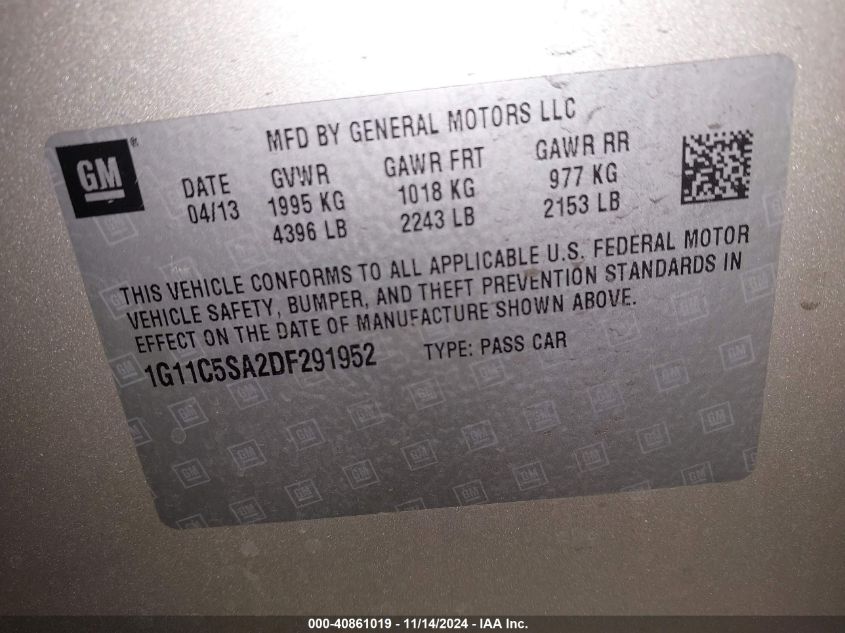 MFD BY GENERAL MOTORS LLC
GM®
DATE GVWR GAWR FRT GAWR RR
04/13 1995 KG 1018 KG 977 KG
4396 LB 2243 LB 2153 LB
THIS VEHICLE CONFORMS TO ALL APPLICABLE U.S. FEDERAL MOTOR
VEHICLE SAFETY, BUMPER, AND THEFT PREVENTION STANDARDS IN
EFFECT ON THE DATE OF MANUFACTURE SHOWN ABOVE.
1G11C5SA2DF291952 TYPE: PASS CAR
000-40861019 - 11/14/2024 - IAA Inc.